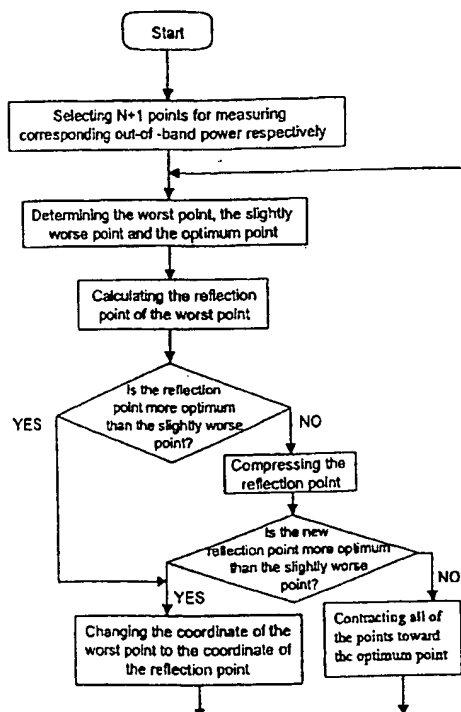 Start
Selecting N+1 points for measuring
corresponding out-of -band power respectively
Determining the worst point, the slightly
worse point and the optimum point
Calculating the reflection
point of the worst point
Is the reflection
point more optimum
than the slightly worse
point?
YES
NO
Compressing the
reflection point
Is the new
reflection point more optimum
than the slightly worse
point?
YES
NO
Changing the coordinate of the
worst point to the coordinate of
the reflection point
Contracting all of
the points toward
the optimum point